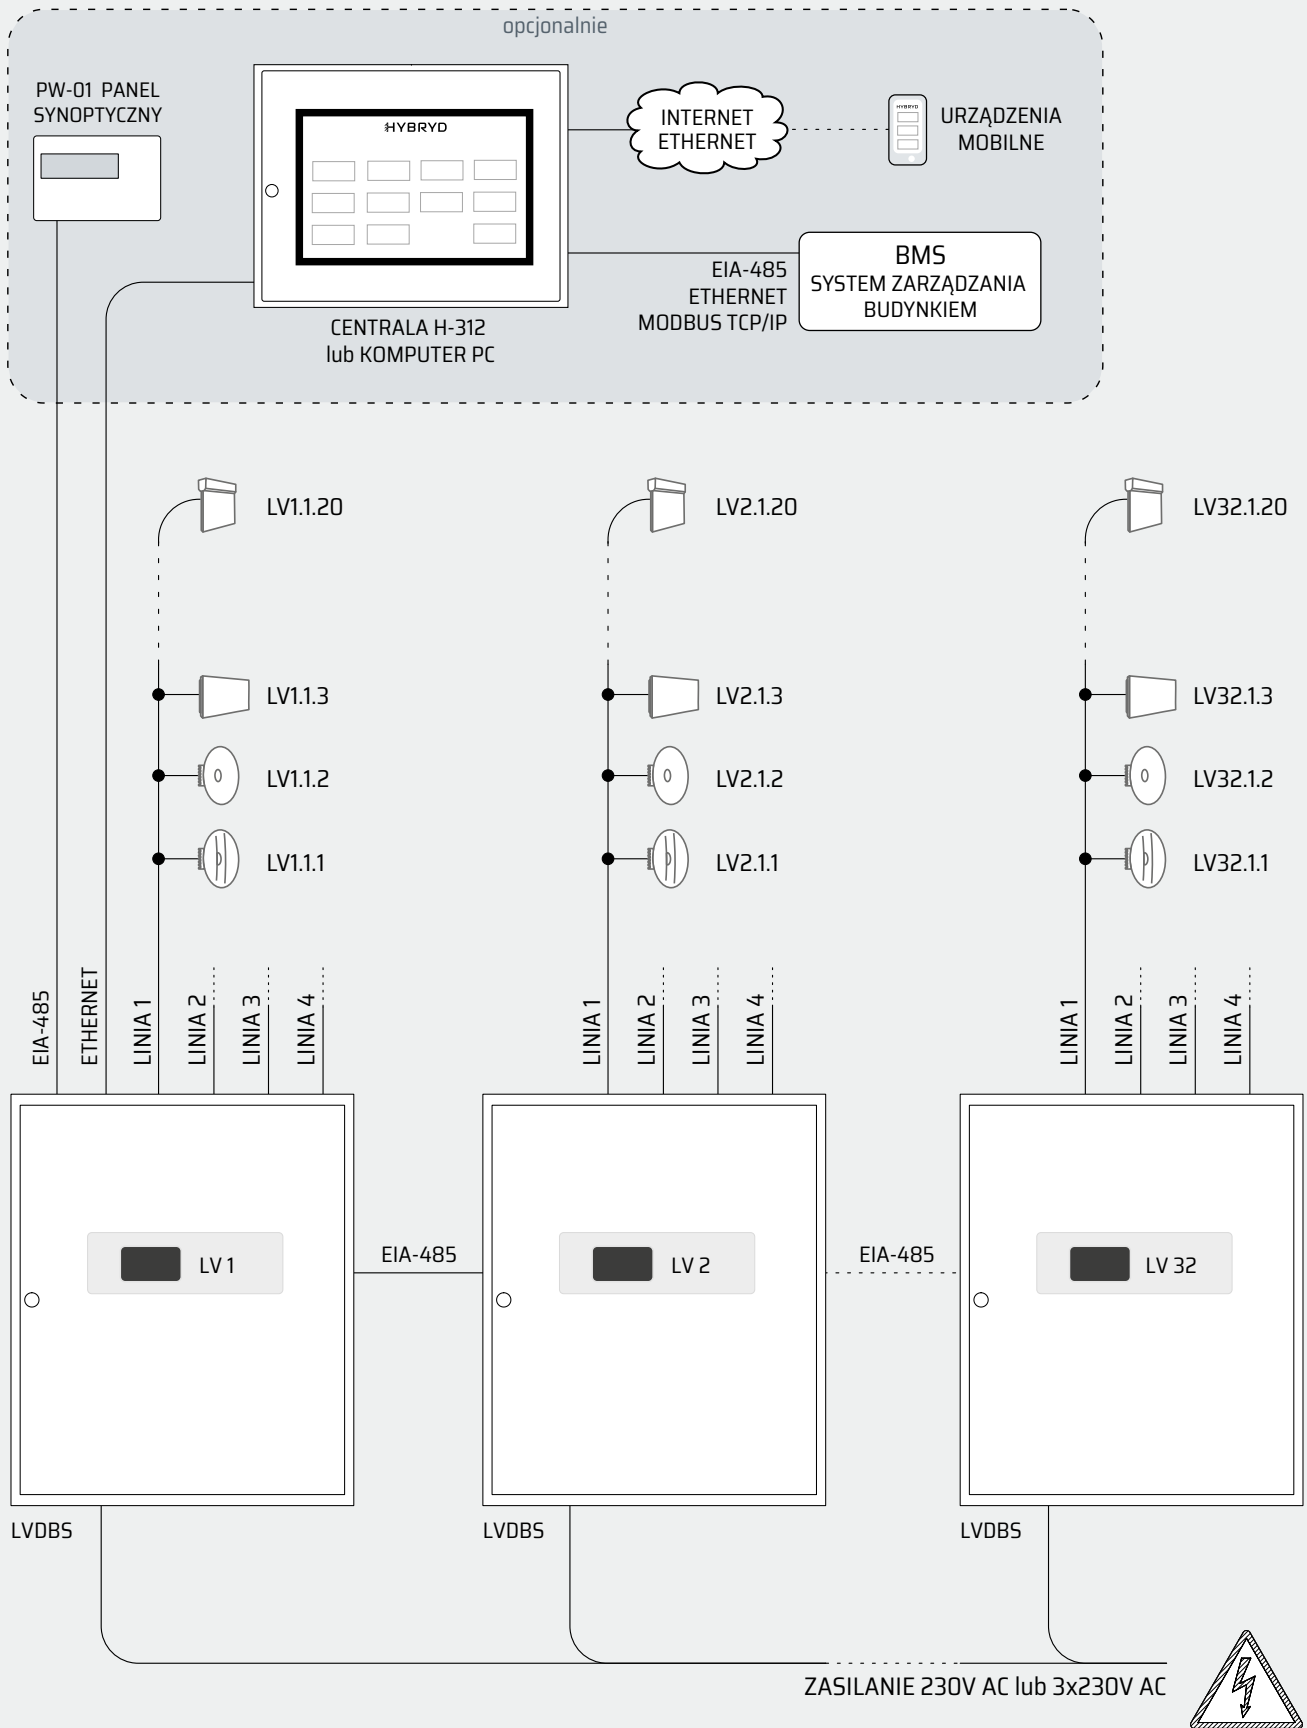 opcjonalnie
PW-01 PANEL
SYNOPTYCZNY
HYBRYD
INTERNET
ETHERNET
HYBRYD
URZĄDZENIA
MOBILNE
EIA-485
ETHERNET
MODBUS TCP/IP
BMS
SYSTEM ZARZĄDZANIA
BUDYNKIEM
CENTRALA H-312
lub KOMPUTER PC
LV1.1.20
LV2.1.20
LV32.1.20
LV1.1.3
LV2.1.3
LV32.1.3
LV1.1.2
LV2.1.2
LV32.1.2
LV1.1.1
LV2.1.1
LV32.1.1
EIA-485
ETHERNET
LINIA 1
LINIA 2
LINIA 3
LINIA 4
LINIA 1
LINIA 2
LINIA 3
LINIA 4
LINIA 1
LINIA 2
LINIA 3
LINIA 4
LV 1
EIA-485
LV 2
EIA-485
LV 32
LVDBS
LVDBS
LVDBS
ZASILANIE 230V AC lub 3x230V AC